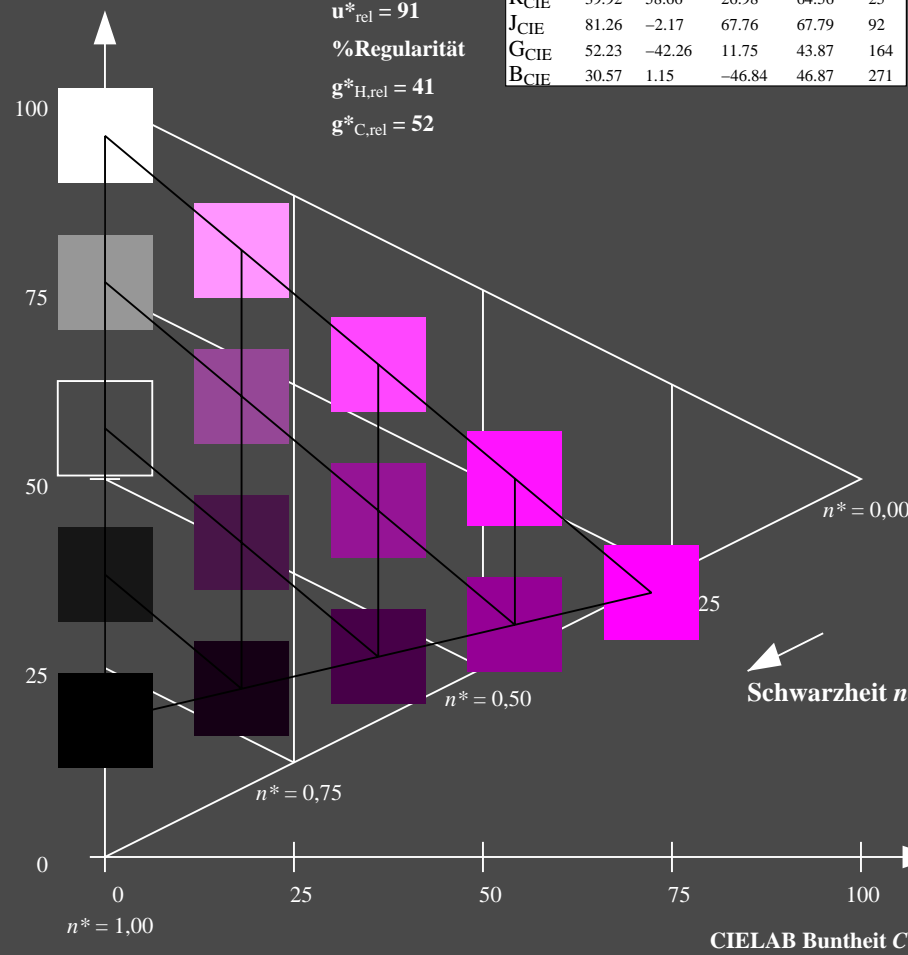 u*rel = 91
%Regularität
g*H,rel = 41
g*C,rel = 52
JCIE 81.26 −2.17 67.76 67.79 92
GCIE 52.23 −42.26 11.75 43.87 164
BCIE 30.57 1.15 −46.84 46.87 271
100
75
50
25
0
n* = 0,00
25
Schwarzheit n
n* = 0,50
n* = 0,75
0 25 50 75 100
n* = 1,00
CIELAB Buntheit C